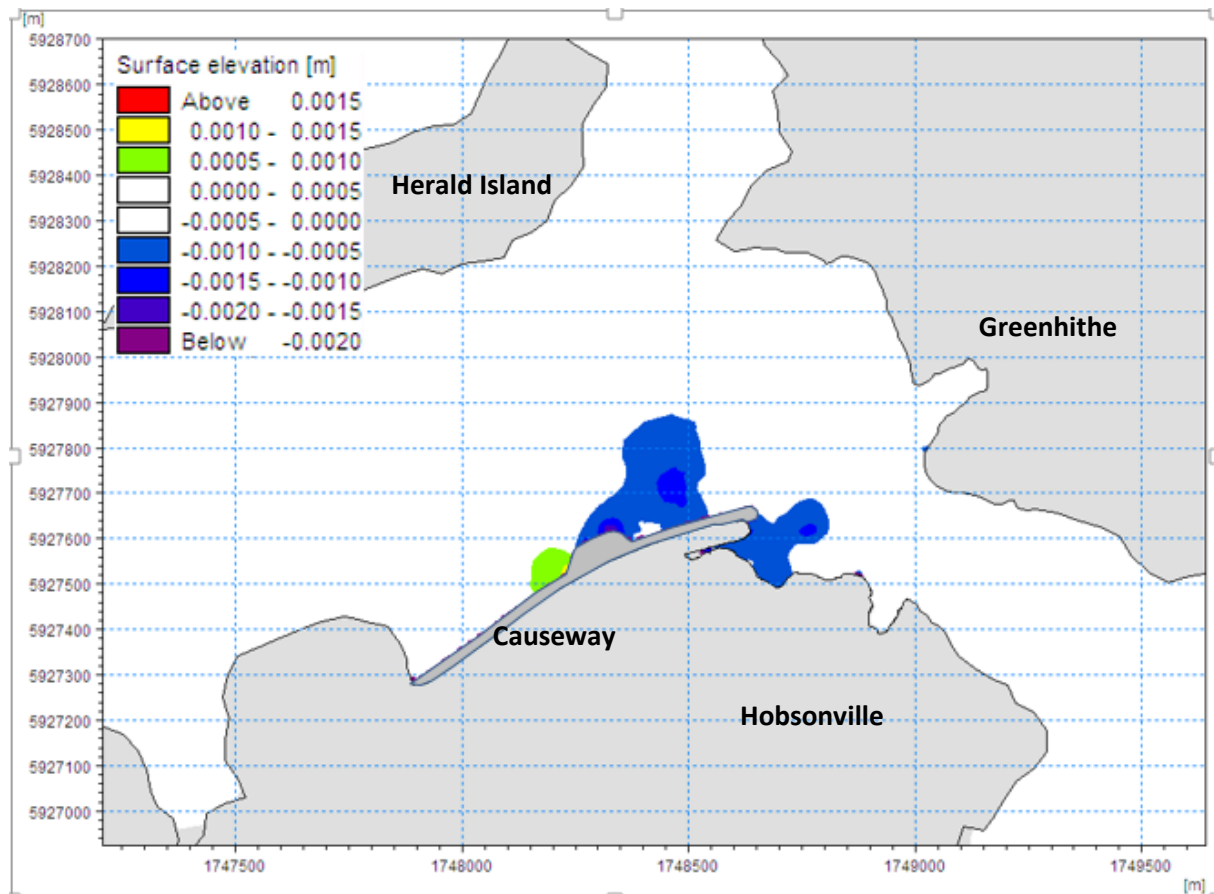 [m]
5928700
5928600
5928500
5928400
5928300
5928200
5928100
5928000
5927900
5927800
5927700
5927600
5927500
5927400
5927300
5927200
5927100
5927000
Surface elevation [m]
Above 0.0015
0.0010 - 0.0015
0.0005 - 0.0010
0.0000 - 0.0005
-0.0005 - 0.0000
-0.0010 - -0.0005
-0.0015 - -0.0010
-0.0020 - -0.0015
Below -0.0020
Herald Island
Greenhithe
Causeway
Hobsonville
1747500 1748000 1748500 1749000 1749500
[m]